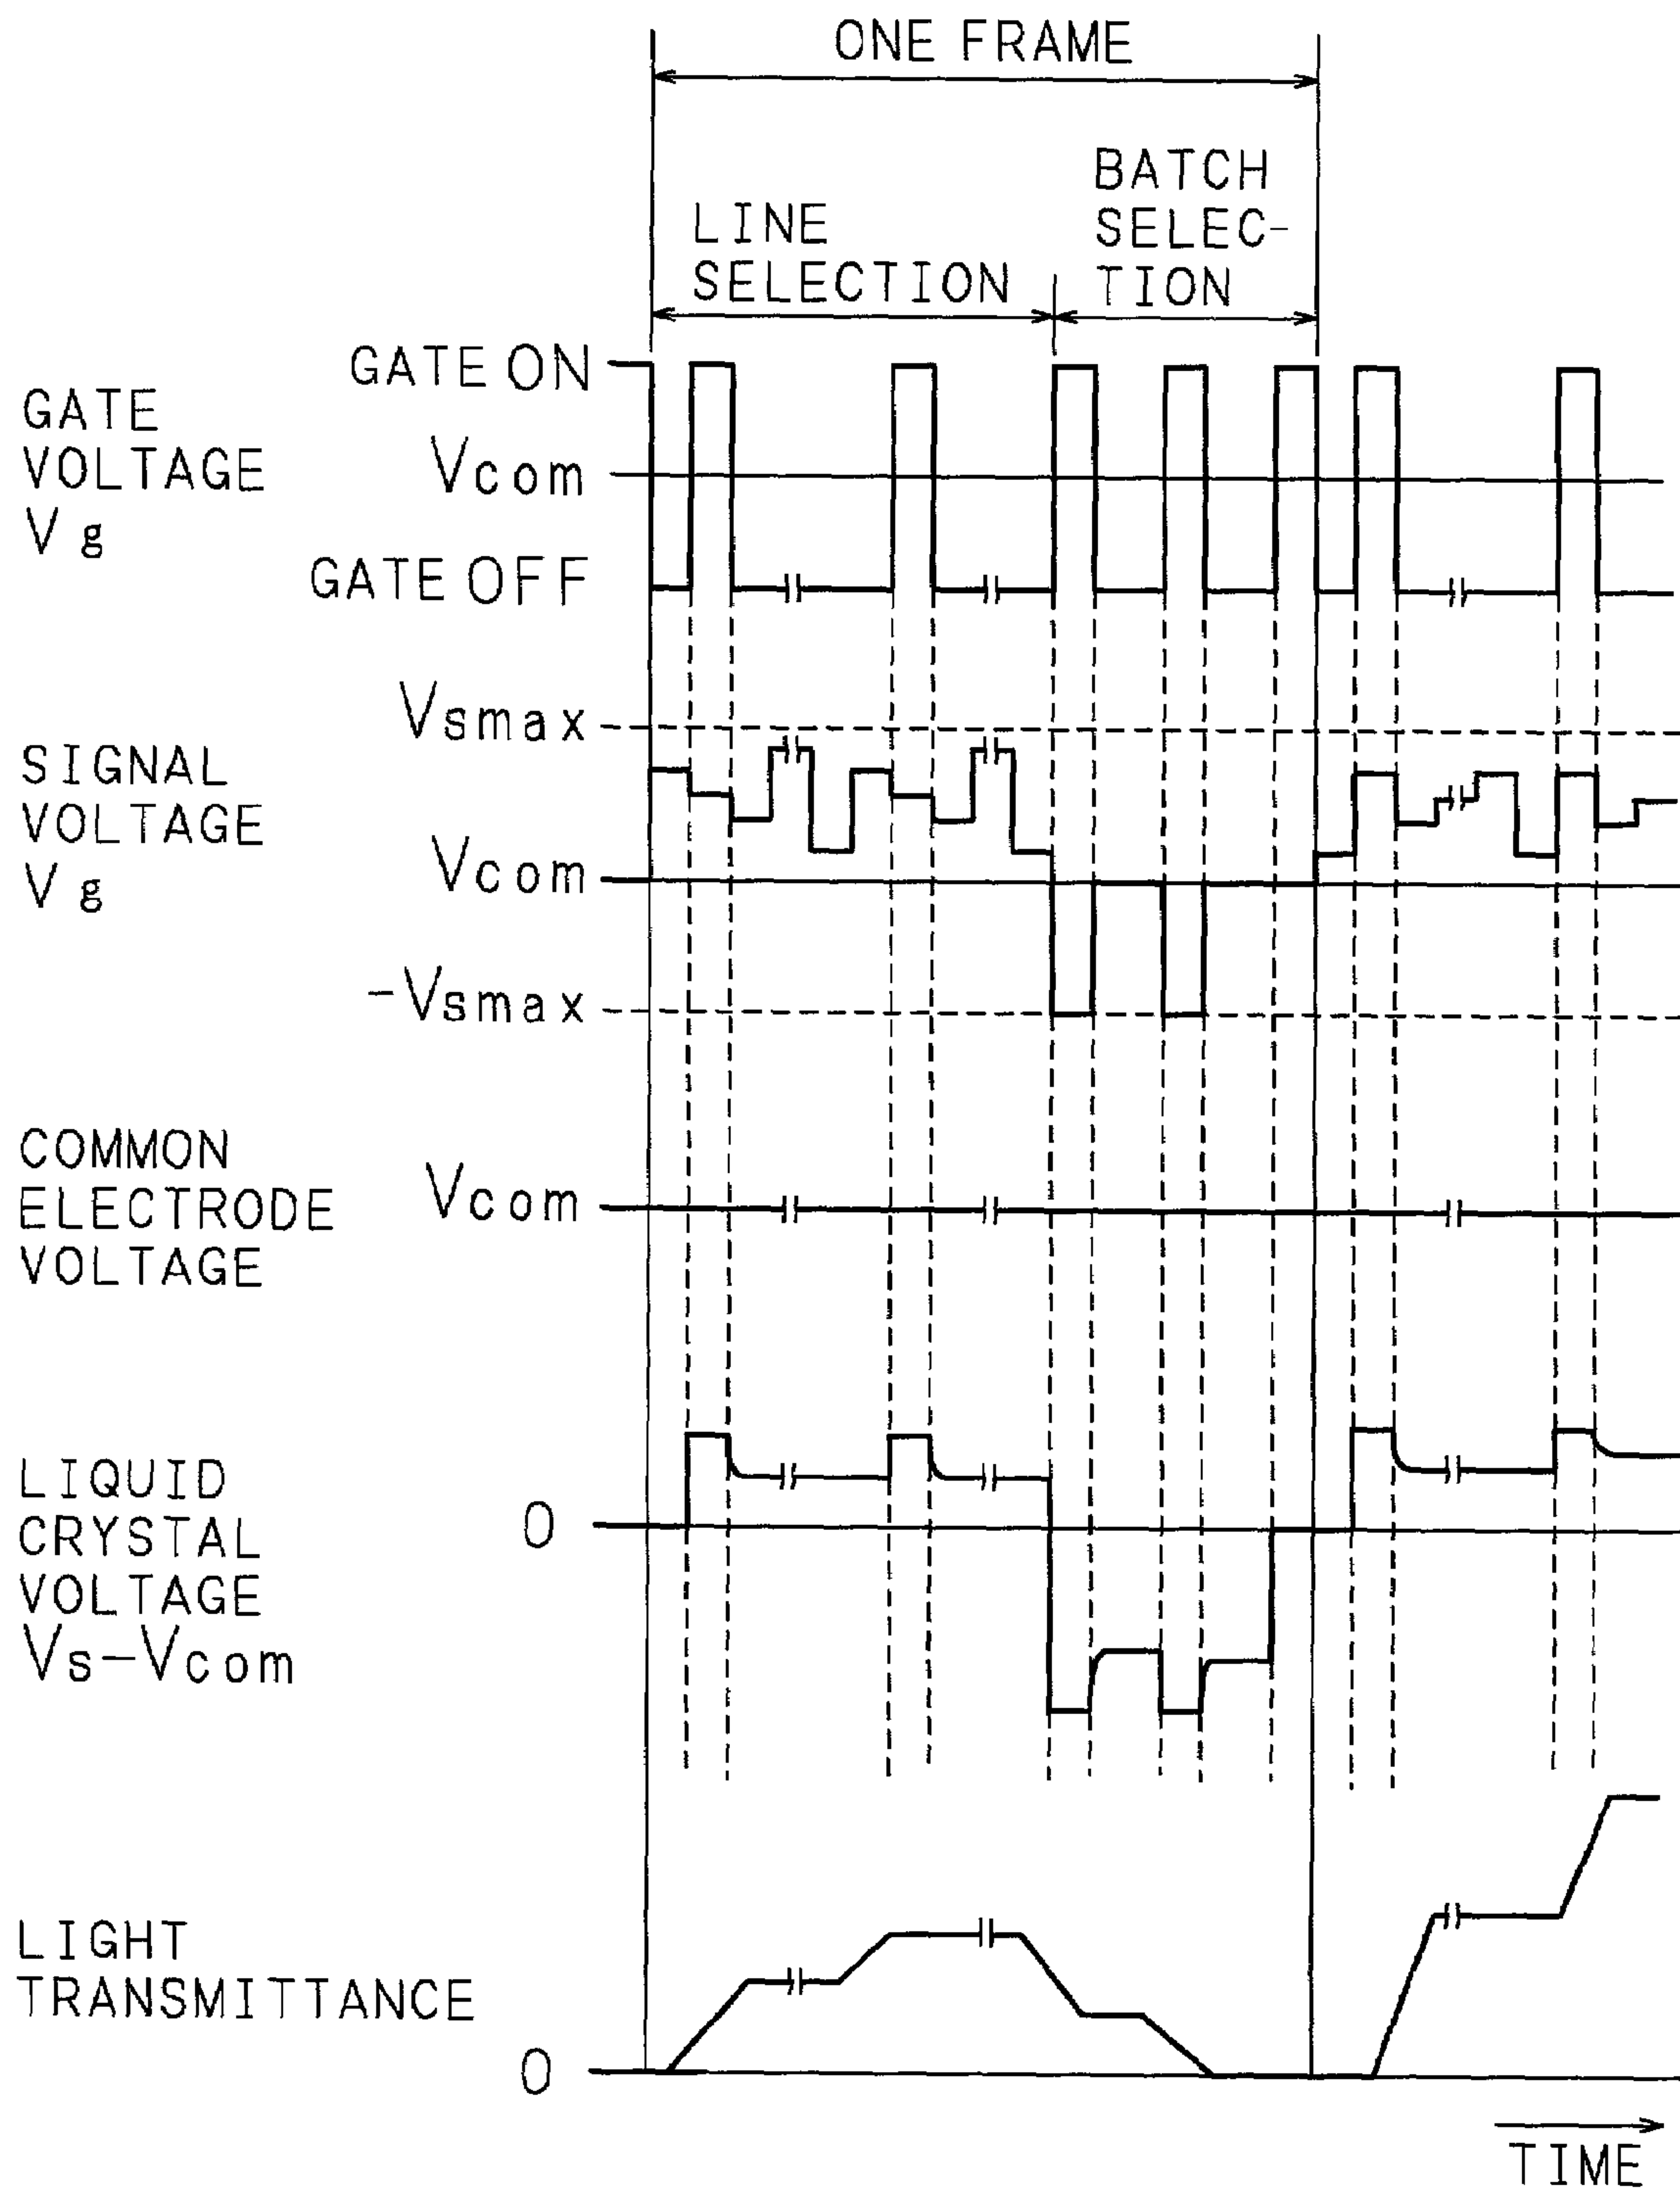 ONE FRAME
BATCH
SELEC-
TION
LINE
SELECTION
GATE ON
GATE
VOLTAGE
Vg
Vcom
GATE OFF
Vsmax
SIGNAL
VOLTAGE
Vg
Vcom
-Vsmax
COMMON
ELECTRODE
VOLTAGE
Vcom
LIQUID
CRYSTAL
VOLTAGE
Vs-Vcom
0
LIGHT
TRANSMITTANCE
0
TIME